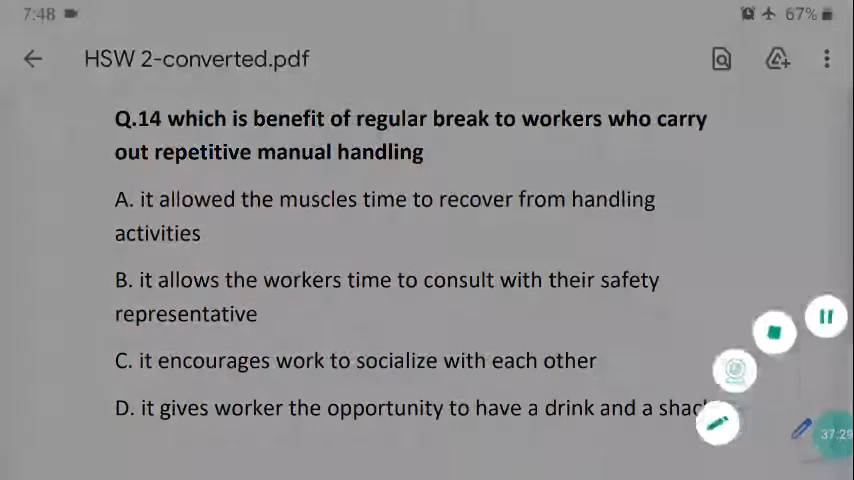 7:48
67%
HSW 2-converted.pdf
Q.14 which is benefit of regular break to workers who carry
out repetitive manual handling
A. it allowed the muscles time to recover from handling
activities
B. it allows the workers time to consult with their safety
representative
C. it encourages work to socialize with each other
D. it gives worker the opportunity to have a drink and a
37:29